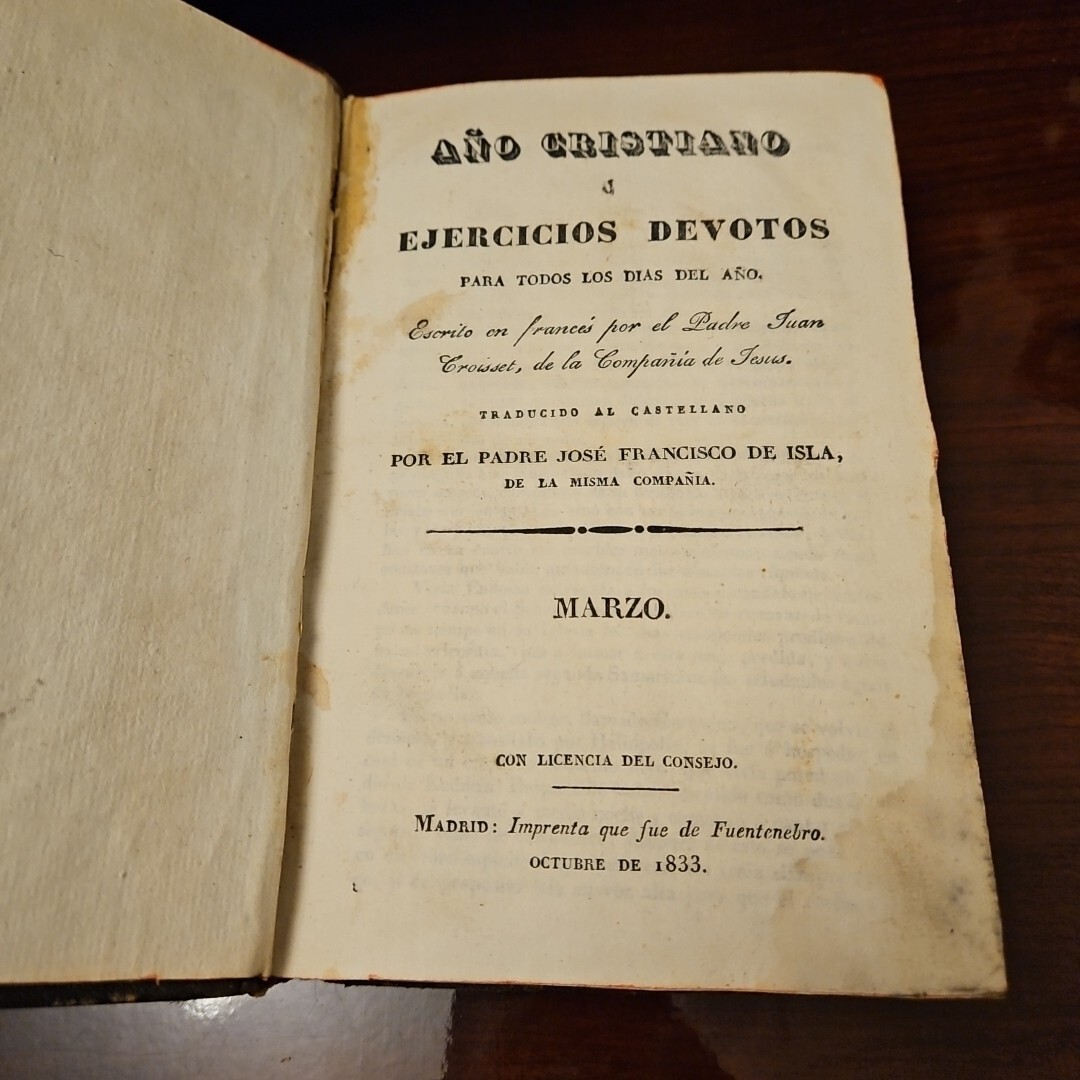 AÑO CRISTIANO
ó
EJERCICIOS DEVOTOS
PARA TODOS LOS DIAS DEL AÑO.
Escrito en francés por el Padre Juan
Croisset, de la Compañía de Jesus.
TRADUCIDO AL CASTELLANO
POR EL PADRE JOSÉ FRANCISCO DE ISLA,
DE LA MISMA COMPAÑIA.
MARZO.
CON LICENCIA DEL CONSEJO.
MADRID: Imprenta que fue de Fuentenebro.
OCTUBRE DE 1833.